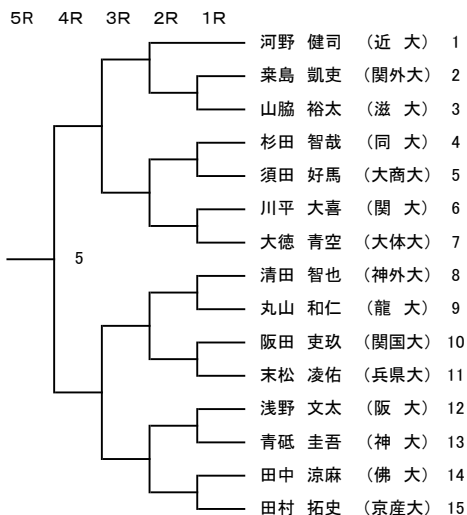 5R 4R 3R 2R 1R
河野 健司 (近 大) 1
来島 凱吏 (関外大) 2
山脇 裕太 (滋 大) 3
杉田 智哉 (同 大) 4
須田 好馬 (大商大) 5
川平 大喜 (関 大) 6
大徳 青空 (大体大) 7
5
清田 智也 (神外大) 8
丸山 和仁 (龍 大) 9
阪田 吏玖 (関国大) 10
末松 凌佑 (兵県大) 11
浅野 文太 (阪 大) 12
青砥 圭吾 (神 大) 13
田中 涼麻 (佛 大) 14
田村 拓史 (京産大) 15